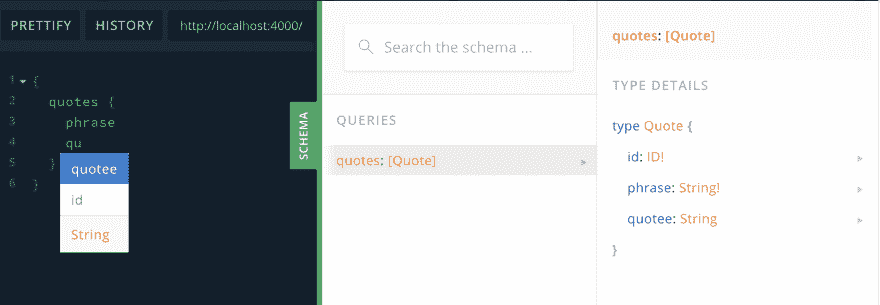 PRETTIFY HISTORY http://localhost:4000/
1 {
2 quotes {
3 phrase
4 qu
5 }
6 }
quotee
id
String
SCHEMA
Search the schema ...
QUERIES
quotes: [Quote]
quotes: [Quote]
TYPE DETAILS
type Quote {
id: ID!
phrase: String!
quotee: String
}